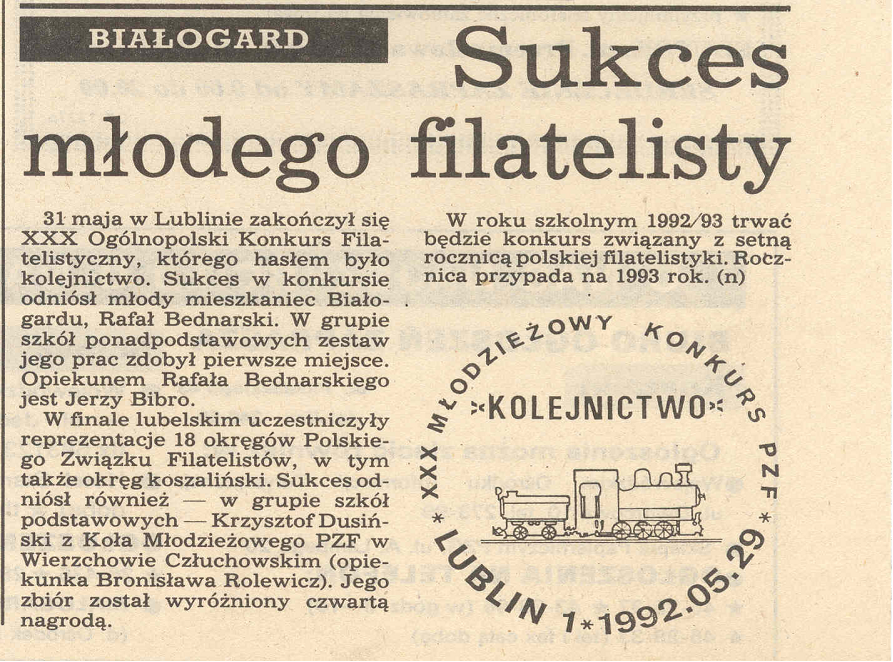 BIAŁOGARD
Sukces
młodego filatelisty
31 maja w Lublinie zakończył się
XXX Ogólnopolski Konkurs Fila-
telistyczny, którego hasłem było
kolejnictwo. Sukces w konkursie
odniósł młody mieszkaniec Biało-
gardu, Rafał Bednarski. W grupie
szkół ponadpodstawowych zestaw
jego prac zdobył pierwsze miejsce.
Opiekunem Rafała Bednarskiego
jest Jerzy Bibro.
W finale lubelskim uczestniczyły
reprezentacje 18 okręgów Polskie-
go Związku Filatelistów, w tym
także okręg koszaliński. Sukces od-
niósł również — w grupie szkół
podstawowych — Krzysztof Dusiń-
ski z Koła Młodzieżowego PZF w
Wierzchowie Człuchowskim (opie-
kunka Bronisława Rolewicz). Jego
zbiór został wyróżniony czwartą
nagrodą.
W roku szkolnym 1992/93 trwać
będzie konkurs związany z setną
rocznicą polskiej filatelistyki. Rocz-
nica przypada na 1993 rok. (n)
XXX MŁODZIEŻOWY KONKURS PZF
KOLEJNICTWO
* LUBLIN 1 * 1992.05.29 *